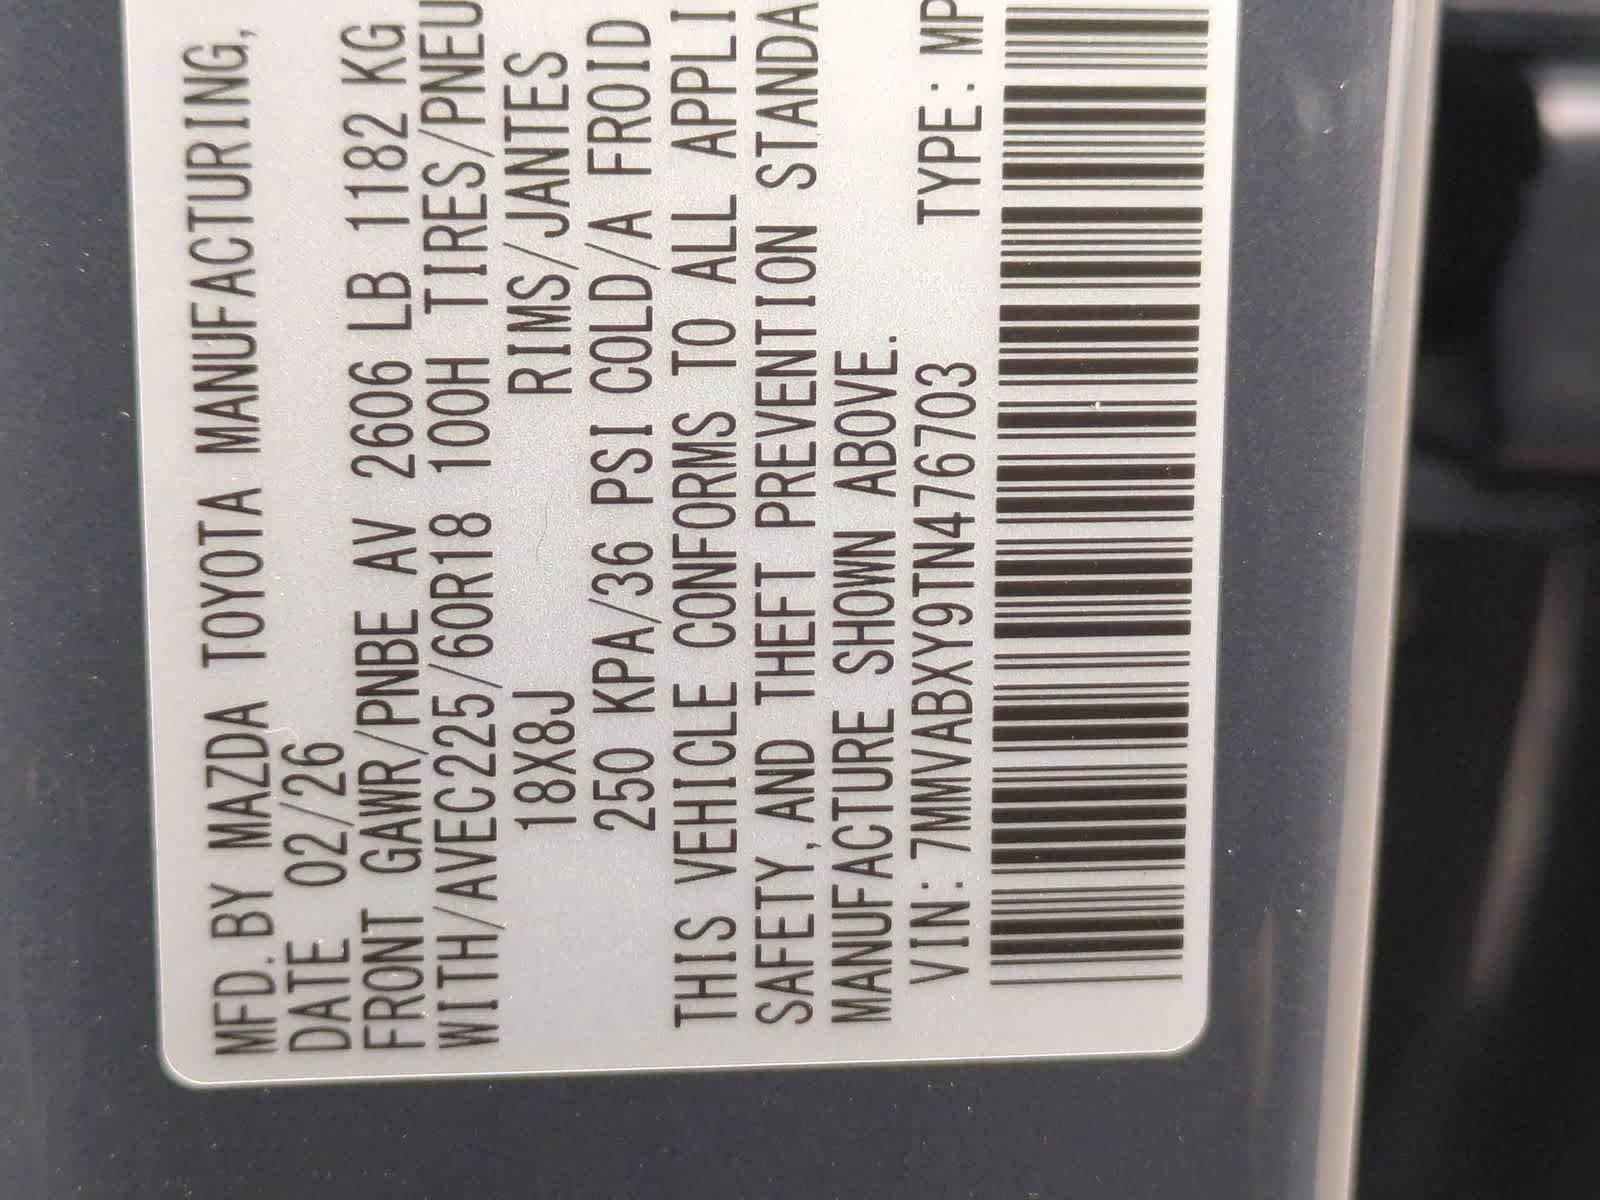 MFD.BY MAZDA TOYOTA MANUFACTURING,
DATE 02/26
FRONT GAWR/PNBE AV 2606 LB 1182 KG
WITH/AVEC225/60R18 100H TIRES/PNEU
18X8J RIMS/JANTES
250 KPA/36 PSI COLD/A FROID
THIS VEHICLE CONFORMS TO ALL APPLI
SAFETY,AND THEFT PREVENTION STANDA
MANUFACTURE SHOWN ABOVE.
VIN:7MMVABXY9TN476703 TYPE:MP